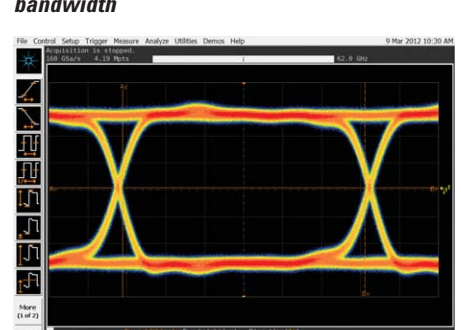 bandwidth
File Control Setup Trigger Measure Analyze Utilities Demos Help 9 Mar 2012 10:30 AM
Acquisition is stopped.
160 GSa/s 4.19 Mpts 62.0 GHz
More
(1 of 2)